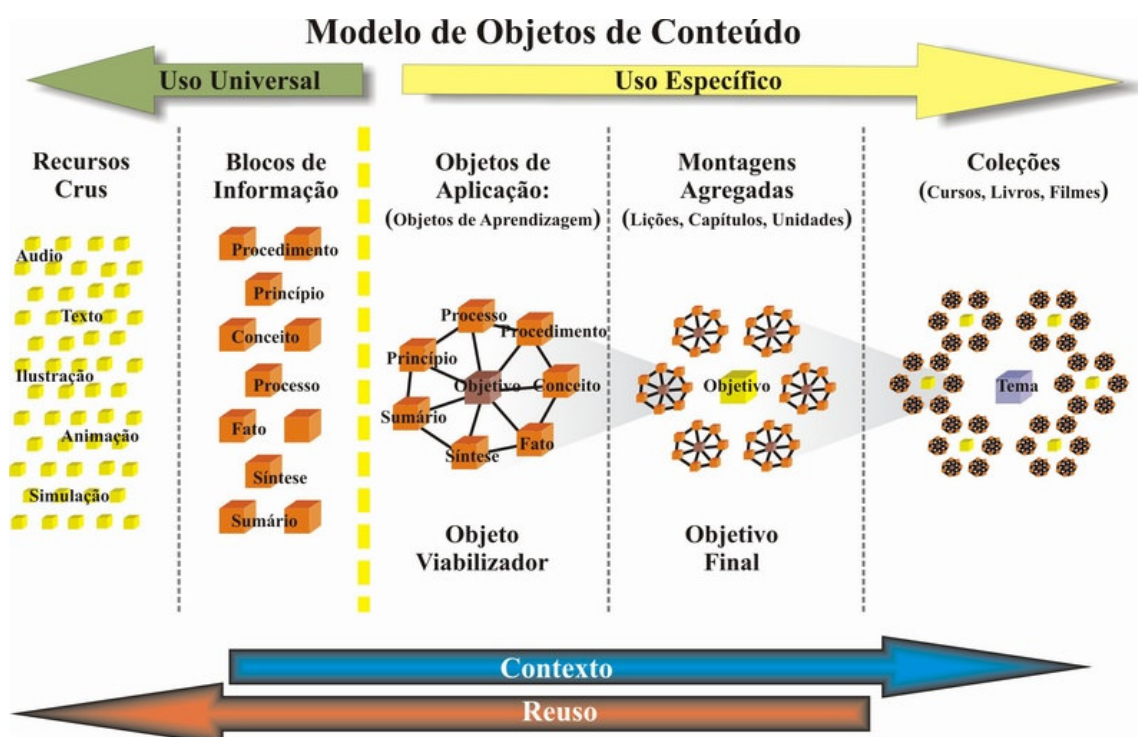 Modelo de Objetos de Conteúdo
Uso Universal
Uso Específico
Recursos
Crus
Audio
Texto
Ilustração
Animação
Simulação
Blocos de
Informação
Procedimento
Princípio
Conceito
Processo
Fato
Síntese
Sumário
Objetos de
Aplicação:
(Objetos de Aprendizagem)
Processo
Procedimento
Princípio
Objetivo
Conceito
Sumário
Síntese
Fato
Objeto
Viabilizador
Montagens
Agregadas
(Lições, Capítulos, Unidades)
Objetivo
Objetivo
Final
Coleções
(Cursos, Livros, Filmes)
Tema
Contexto
Reuso